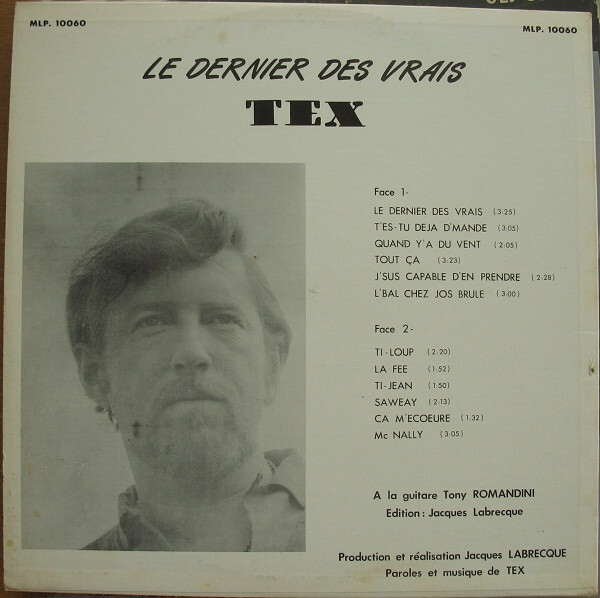 MLP. 10060
MLP. 10060
LE DERNIER DES VRAIS
TEX
Face 1-
LE DERNIER DES VRAIS (3:25)
T'ES-TU DEJA D'MANDE (3:05)
QUAND Y'A DU VENT (2:05)
TOUT ÇA (3:23)
J'SUS CAPABLE D'EN PRENDRE (2:28)
L'BAL CHEZ JOS BRULE (3:00)
Face 2-
TI-LOUP (2:20)
LA FEE (1:52)
TI-JEAN (1:50)
SAWEAY (2:13)
CA M'ECOEURE (1:32)
Mc NALLY (3:05)
A la guitare Tony ROMANDINI
Edition: Jacques Labrecque
Production et réalisation Jacques LABRECQUE
Paroles et musique de TEX